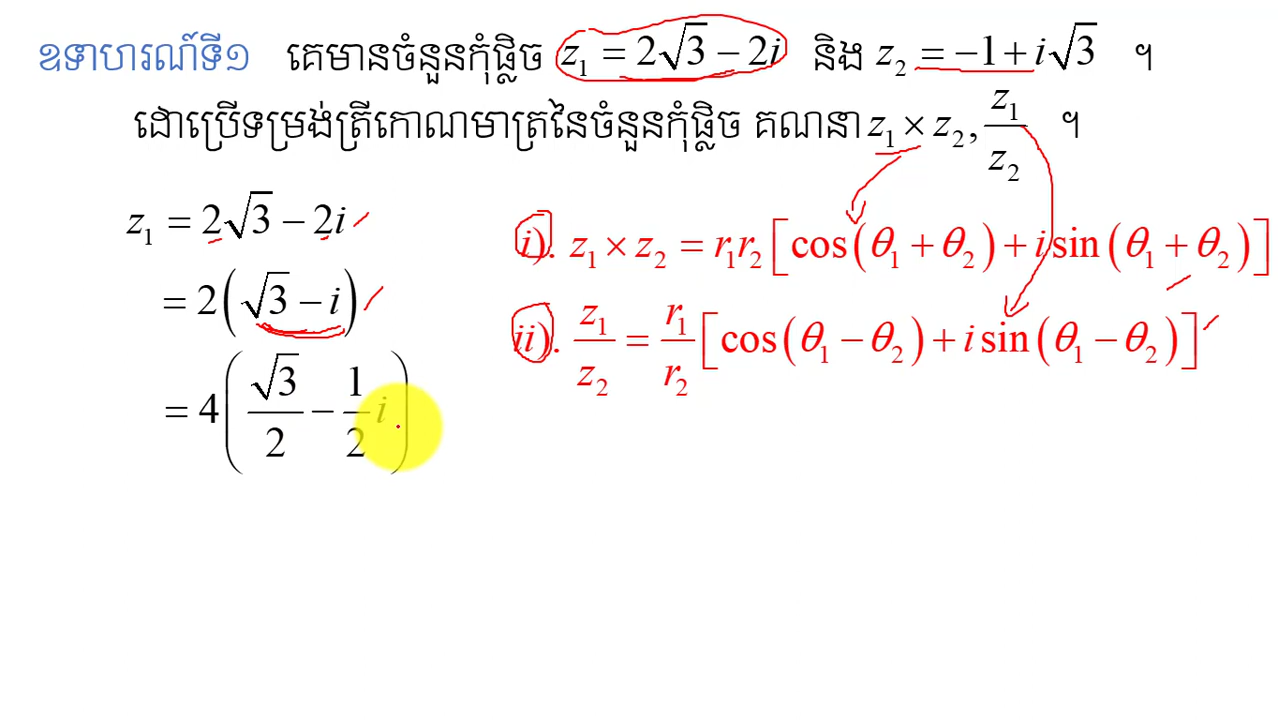 ឧទាហរណ៍ទី១ គេមានចំនួនកុំផ្លិច z₁ = 2√3 − 2i និង z₂ = −1 + i√3 ។
ដោប្រើទម្រង់ត្រីកោណមាត្រនៃចំនួនកុំផ្លិច គណនា z₁ × z₂, z₁/z₂ ។
z₁ = 2√3 − 2i
= 2(√3 − i)
= 4(√3/2 − 1/2 i)
i). z₁ × z₂ = r₁r₂[cos(θ₁ + θ₂) + i sin(θ₁ + θ₂)]
ii). z₁/z₂ = r₁/r₂[cos(θ₁ − θ₂) + i sin(θ₁ − θ₂)]